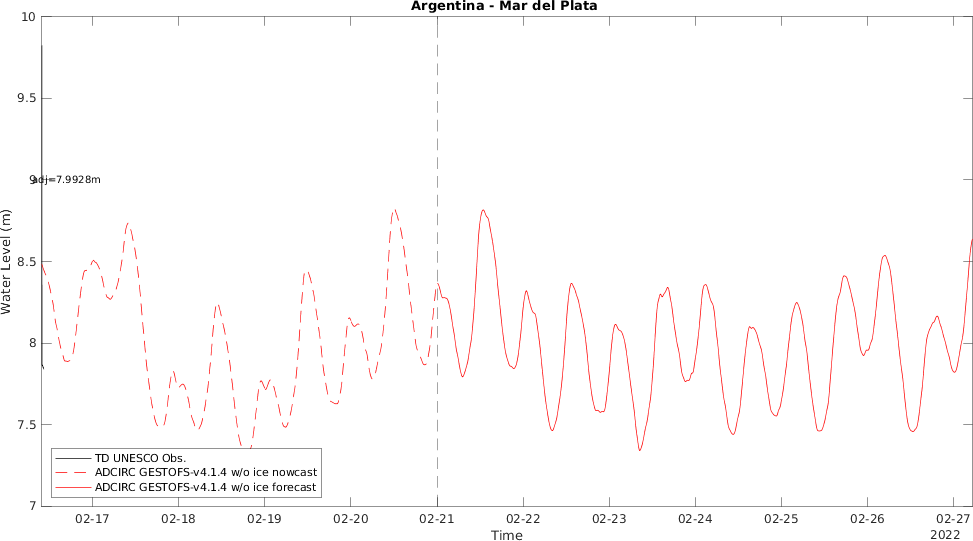 Argentina - Mar del Plata
10
9.5
9
adj=7.9928m
8.5
8
7.5
7
Water Level (m)
TD UNESCO Obs.
ADCIRC GESTOFS-v4.1.4 w/o ice nowcast
ADCIRC GESTOFS-v4.1.4 w/o ice forecast
02-17 02-18 02-19 02-20 02-21 02-22 02-23 02-24 02-25 02-26 02-27
Time
2022